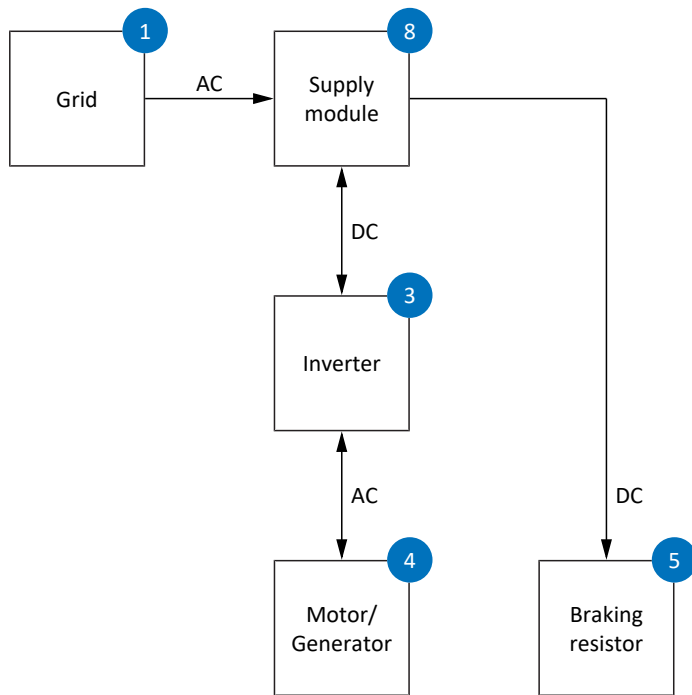 1
8
Grid
AC
Supply
module
DC
3
Inverter
AC
DC
4
5
Motor/
Generator
Braking
resistor